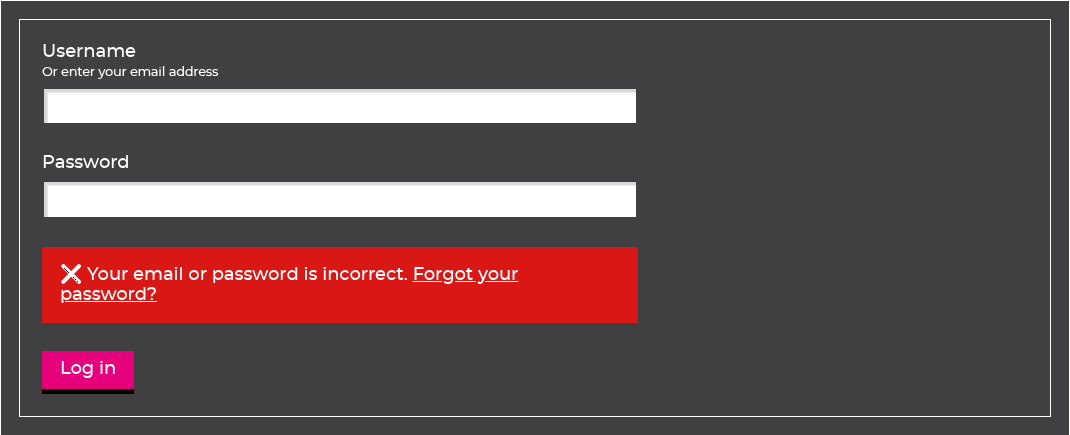 Username
Or enter your email address
Password
Your email or password is incorrect. Forgot your
password?
Log in